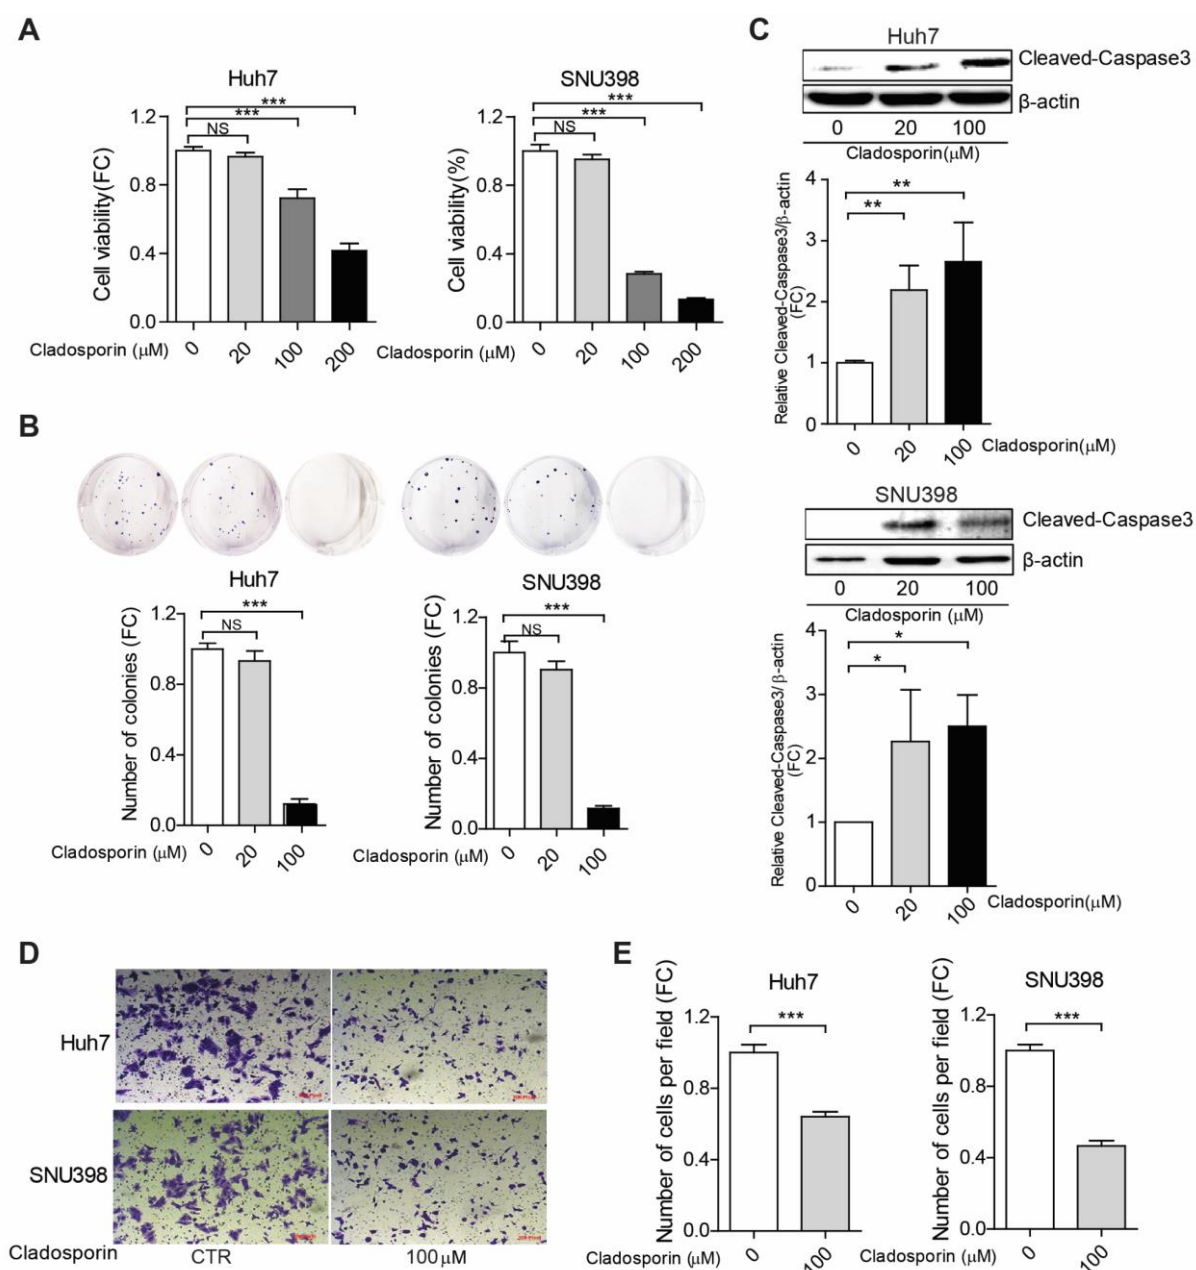 A
Huh7
***
***
NS
1.2
0.8
0.4
0.0
Cell viability(FC)
Cladosporin (μM)
0
20
100
200
SNU398
***
***
NS
1.2
0.8
0.4
0.0
Cell viability(%)
Cladosporin (μM)
0
20
100
200
B
Huh7
***
NS
1.2
0.8
0.4
0.0
Number of colonies (FC)
Cladosporin (μM)
0
20
100
SNU398
***
NS
1.2
0.8
0.4
0.0
Number of colonies (FC)
Cladosporin (μM)
0
20
100
C
Huh7
Cleaved-Caspase3
β-actin
0 20 100
Cladosporin(μM)
**
**
4
3
2
1
0
Relative Cleaved-Caspase3/β-actin
(FC)
0
20
100
Cladosporin(μM)
SNU398
Cleaved-Caspase3
β-actin
0 20 100
Cladosporin (μM)
*
*
4
3
2
1
0
Relative Cleaved-Caspase3/ β-actin
(FC)
0
20
100
Cladosporin(μM)
D
Huh7
SNU398
Cladosporin
CTR
100 μM
E
Huh7
***
1.2
0.8
0.4
0.0
Number of cells per field (FC)
Cladosporin (μM)
0
100
SNU398
***
1.2
0.8
0.4
0.0
Number of cells per field (FC)
Cladosporin (μM)
0
100